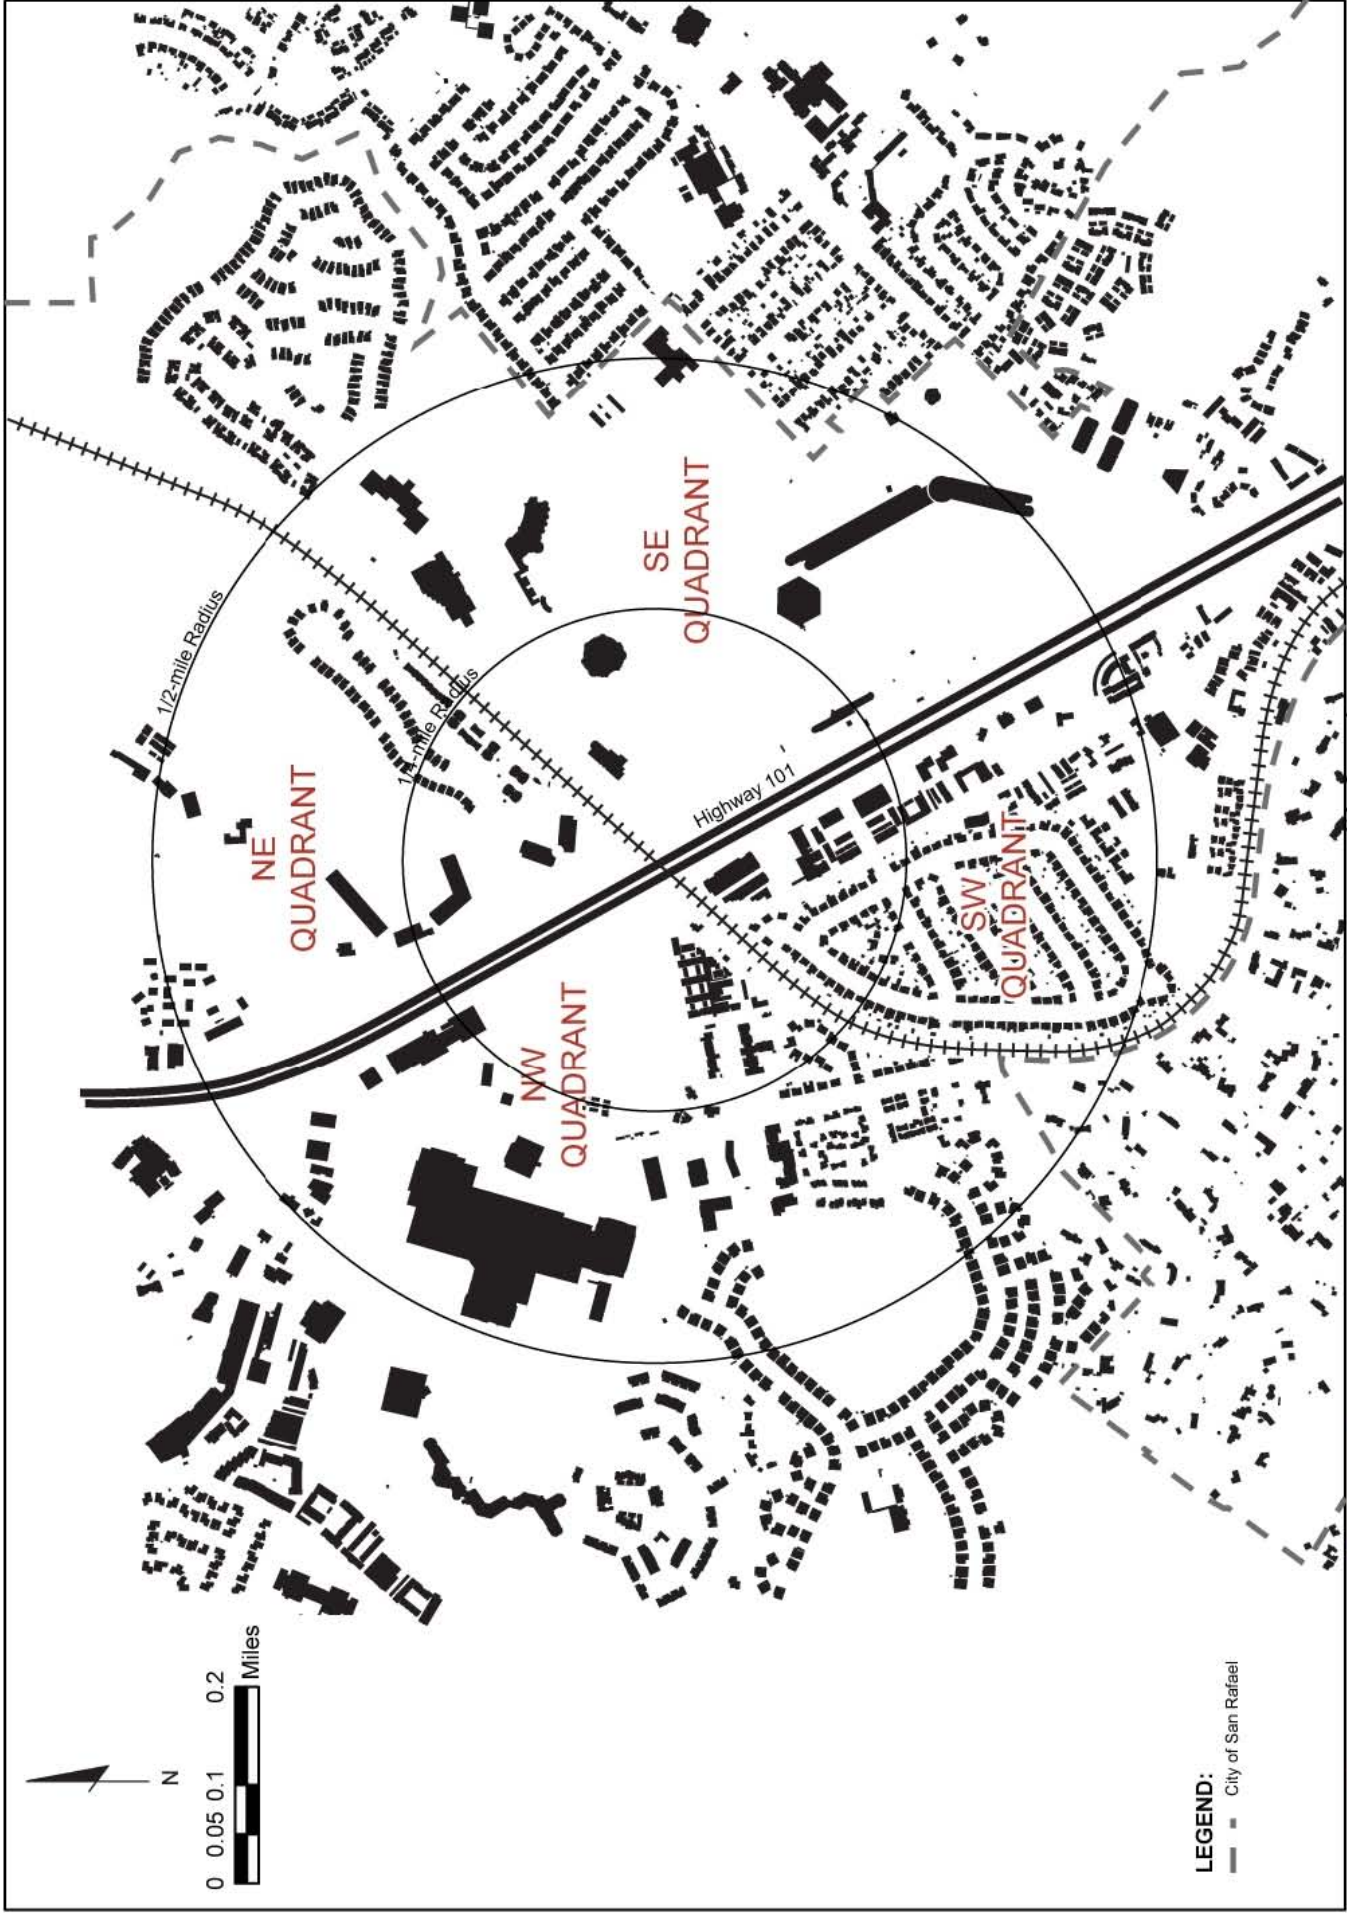 1/2-mile Radius
1/4-mile Radius
NE
QUADRANT
SE
QUADRANT
NW
QUADRANT
SW
QUADRANT
Highway 101
N
0 0.05 0.1 0.2
Miles
LEGEND:
City of San Rafael